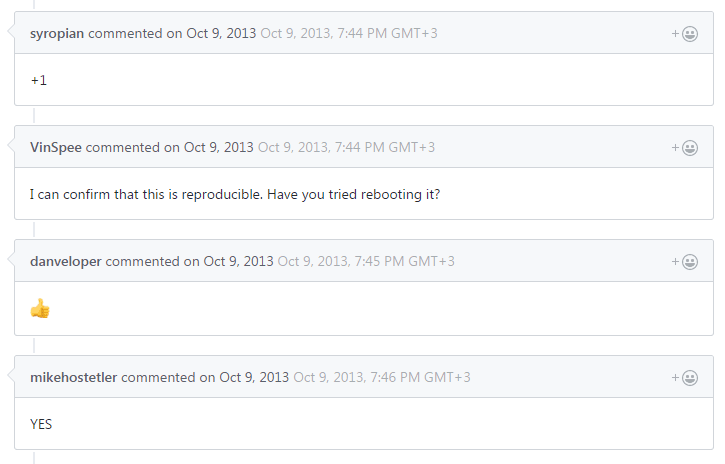 syropian commented on Oct 9, 2013 Oct 9, 2013, 7:44 PM GMT+3 +
+1
VinSpee commented on Oct 9, 2013 Oct 9, 2013, 7:44 PM GMT+3 +
I can confirm that this is reproducible. Have you tried rebooting it?
danveloper commented on Oct 9, 2013 Oct 9, 2013, 7:45 PM GMT+3 +
👍
mikehostetler commented on Oct 9, 2013 Oct 9, 2013, 7:46 PM GMT+3 +
YES